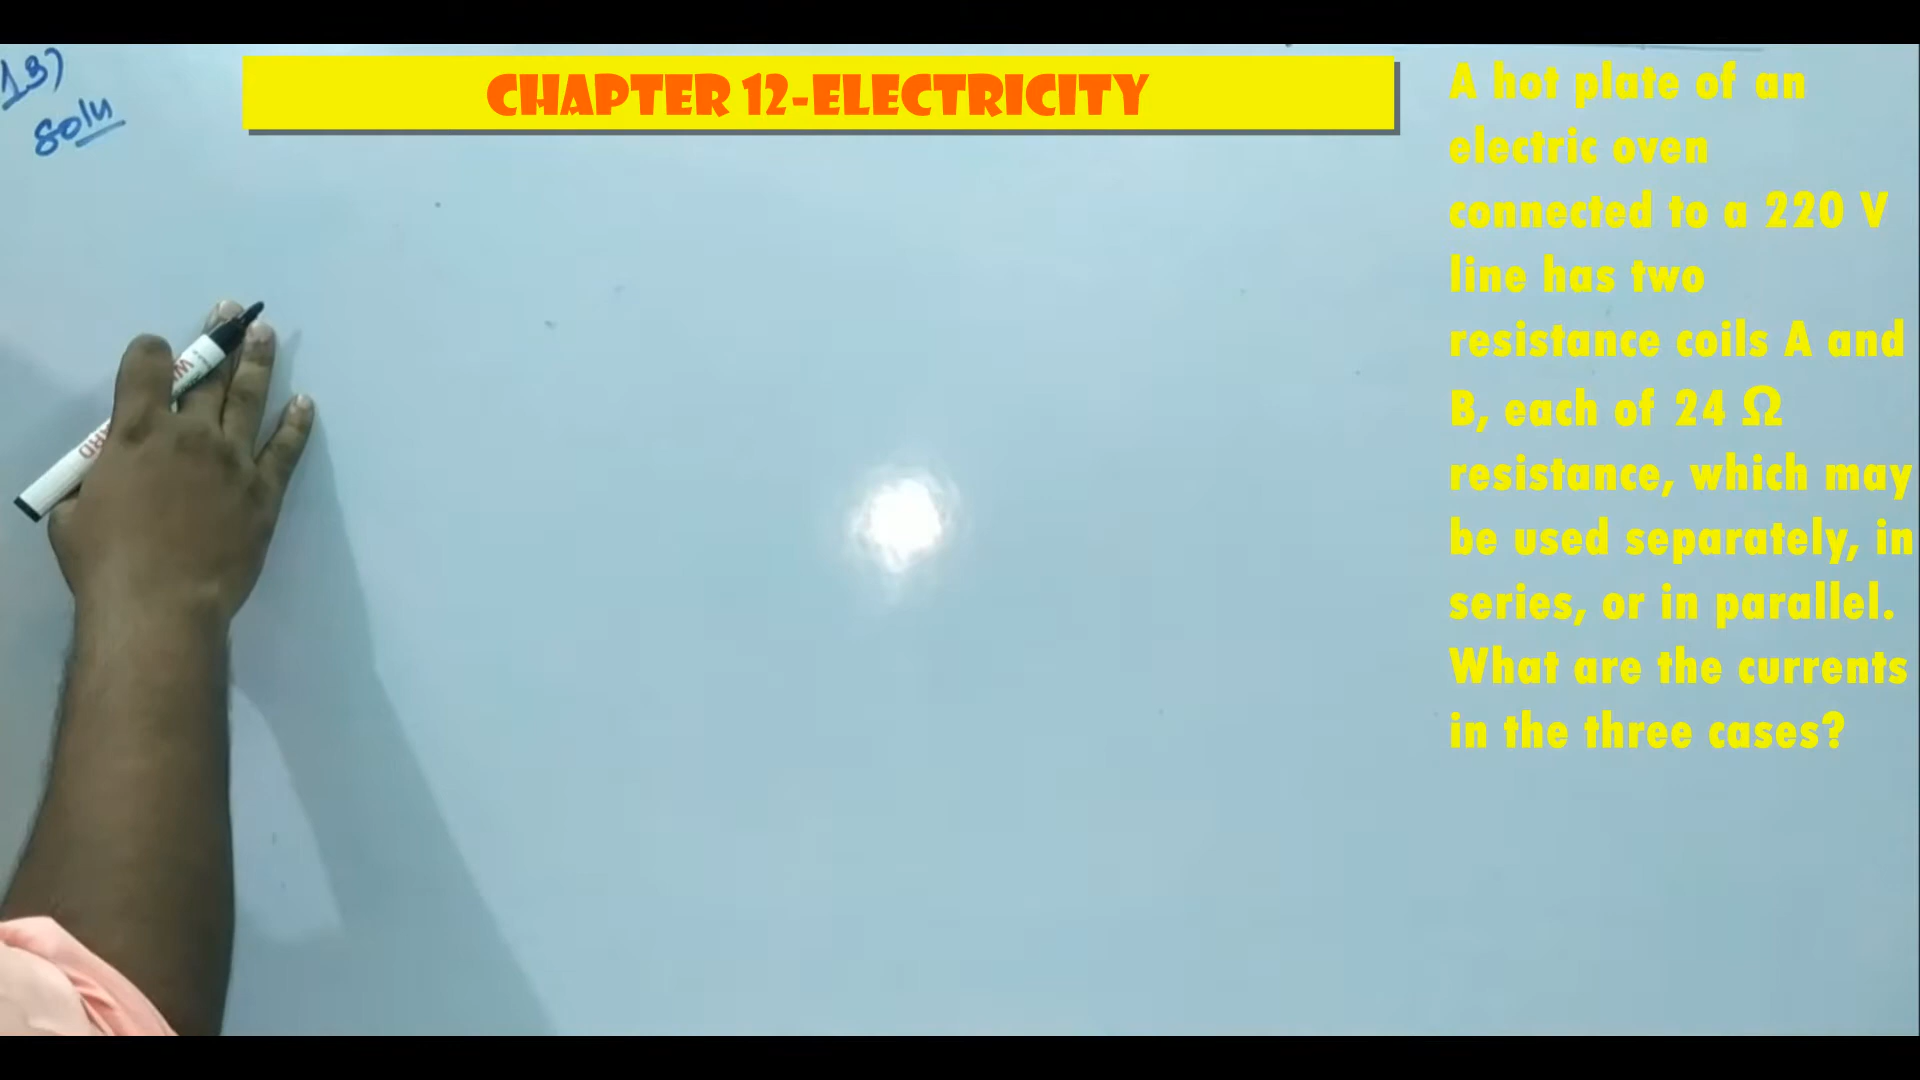 13)
Soln
CHAPTER 12-ELECTRICITY
A hot plate of an
electric oven
connected to a 220 V
line has two
resistance coils A and
B, each of 24 Ω
resistance, which may
be used separately, in
series, or in parallel.
What are the currents
in the three cases?